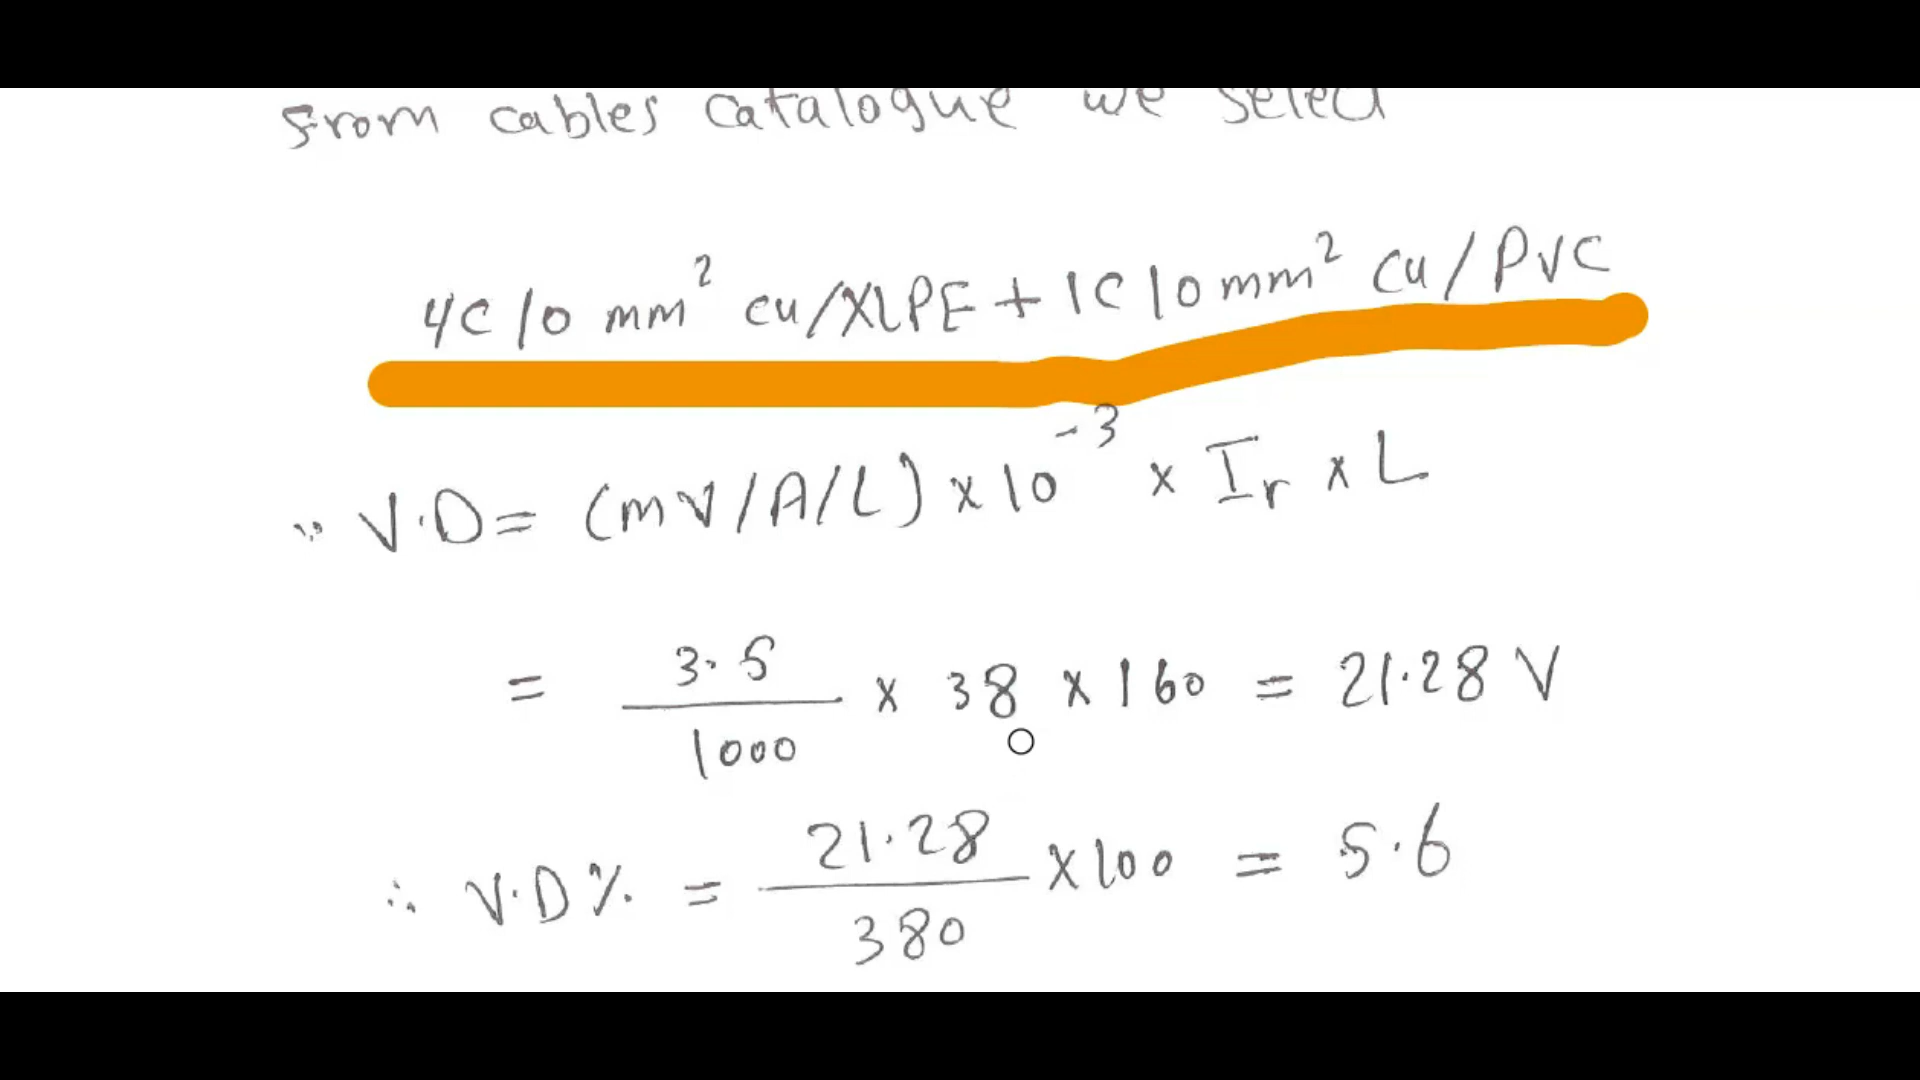 From cables catalogue we select
4C 10 mm² cu/XLPE + 1C 10 mm² cu/PVC
∵ V.D = (mV/A/L) x 10⁻³ x Ir x L
= 3.5/1000 x 38 x 160 = 21.28 V
∴ V.D% = 21.28/380 x 100 = 5.6